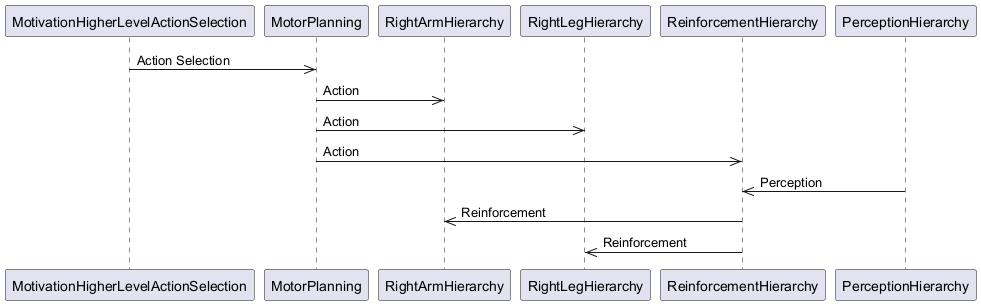 MotivationHigherLevelActionSelection MotorPlanning RightArmHierarchy RightLegHierarchy ReinforcementHierarchy PerceptionHierarchy
Action Selection
Action
Action
Action
Perception
Reinforcement
Reinforcement
MotivationHigherLevelActionSelection MotorPlanning RightArmHierarchy RightLegHierarchy ReinforcementHierarchy PerceptionHierarchy